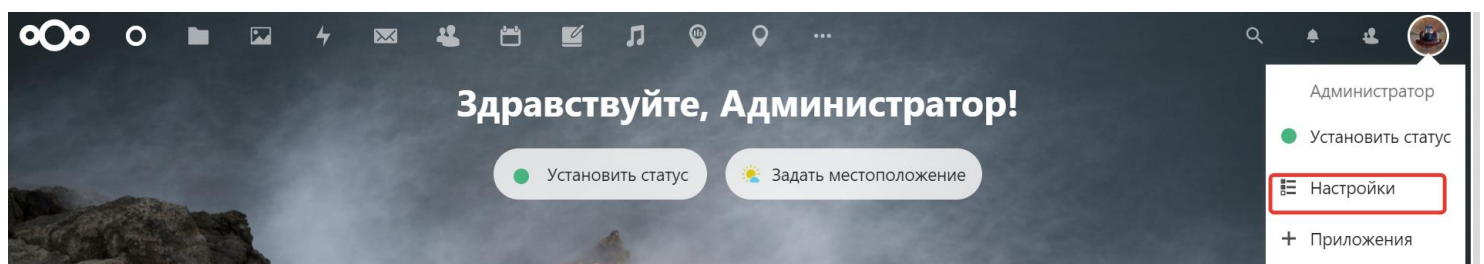 Здравствуйте, Администратор!
Установить статус
Задать местоположение
Администратор
Установить статус
Настройки
Приложения